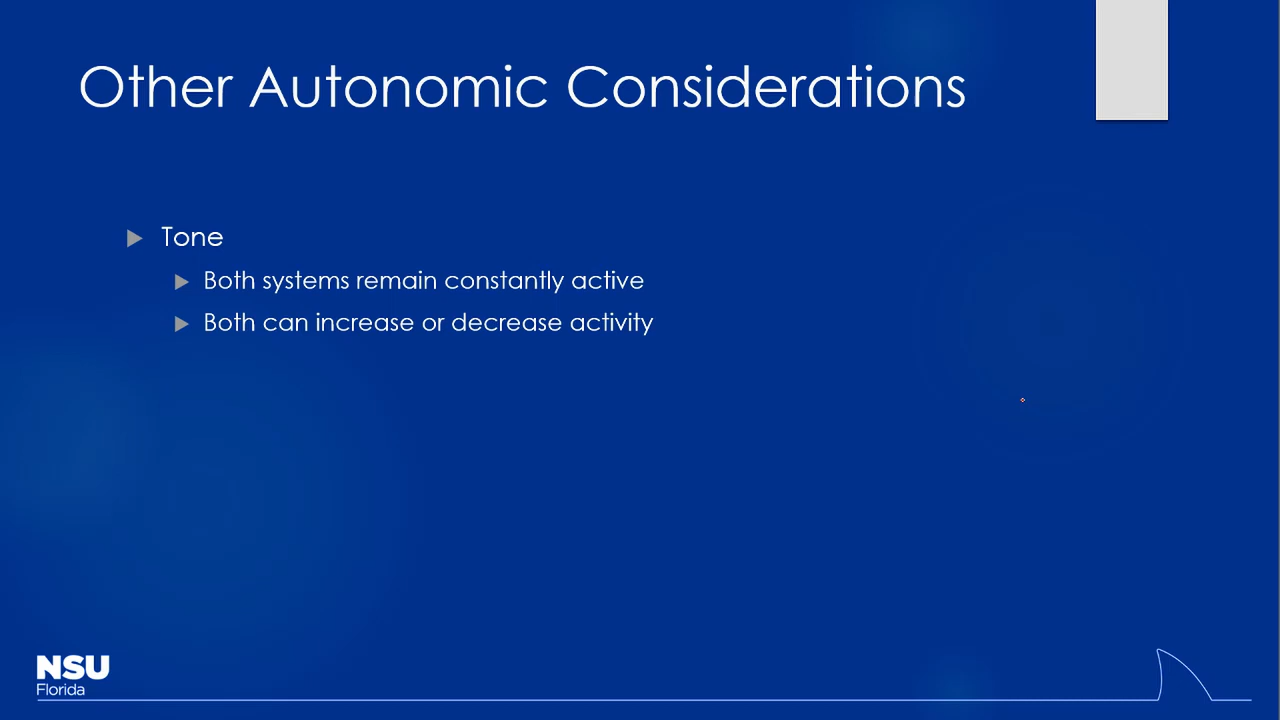 Other Autonomic Considerations
Tone
Both systems remain constantly active
Both can increase or decrease activity
NSU
Florida